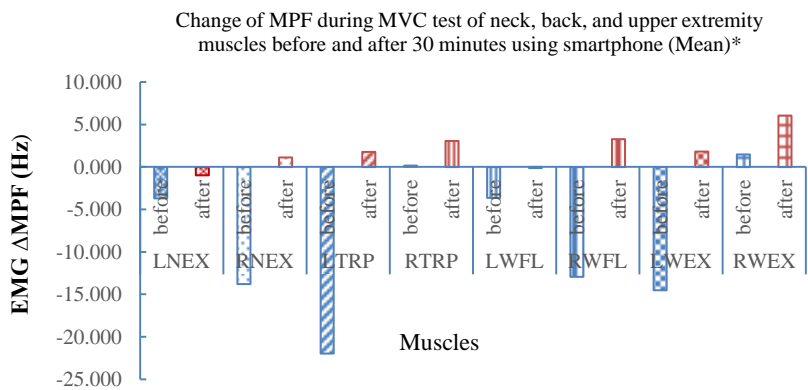 Change of MPF during MVC test of neck, back, and upper extremity
muscles before and after 30 minutes using smartphone (Mean)*
EMG ΔMPF (Hz)
10.000
5.000
0.000
-5.000
-10.000
-15.000
-20.000
-25.000
before after before after before after before after before after before after before after before after
LNEX RNEX LTRP RTRP LWFL RWFL LWEX RWEX
Muscles